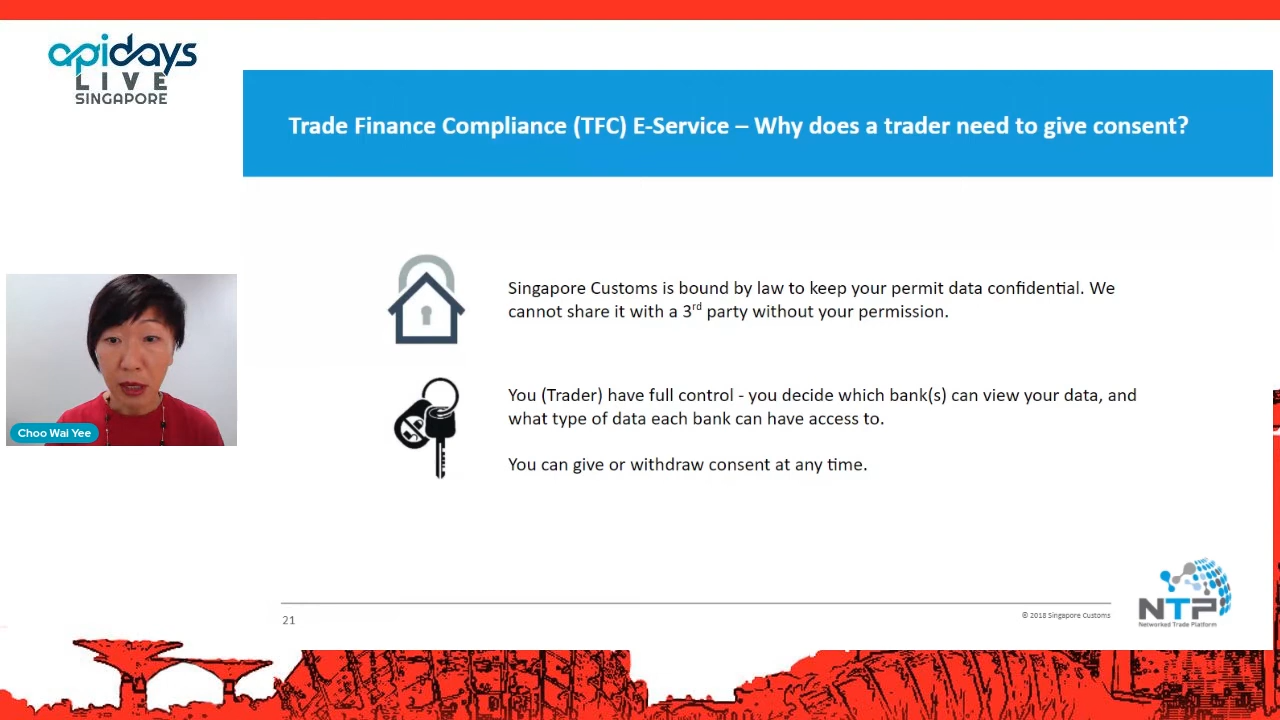 apidays
LIVE
SINGAPORE
Trade Finance Compliance (TFC) E-Service – Why does a trader need to give consent?
Singapore Customs is bound by law to keep your permit data confidential. We
cannot share it with a 3rd party without your permission.
You (Trader) have full control - you decide which bank(s) can view your data, and
what type of data each bank can have access to.
You can give or withdraw consent at any time.
Choo Wai Yee
21
© 2018 Singapore Customs
NTP
Networked Trade Platform